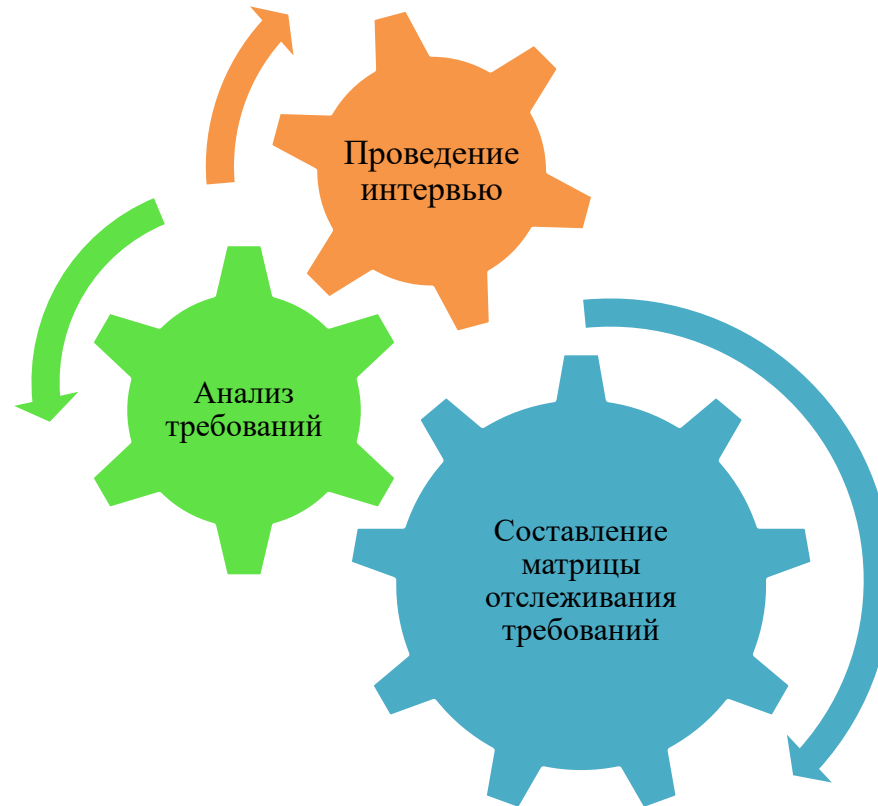 Проведение
интервью
Анализ
требований
Составление
матрицы
отслеживания
требований